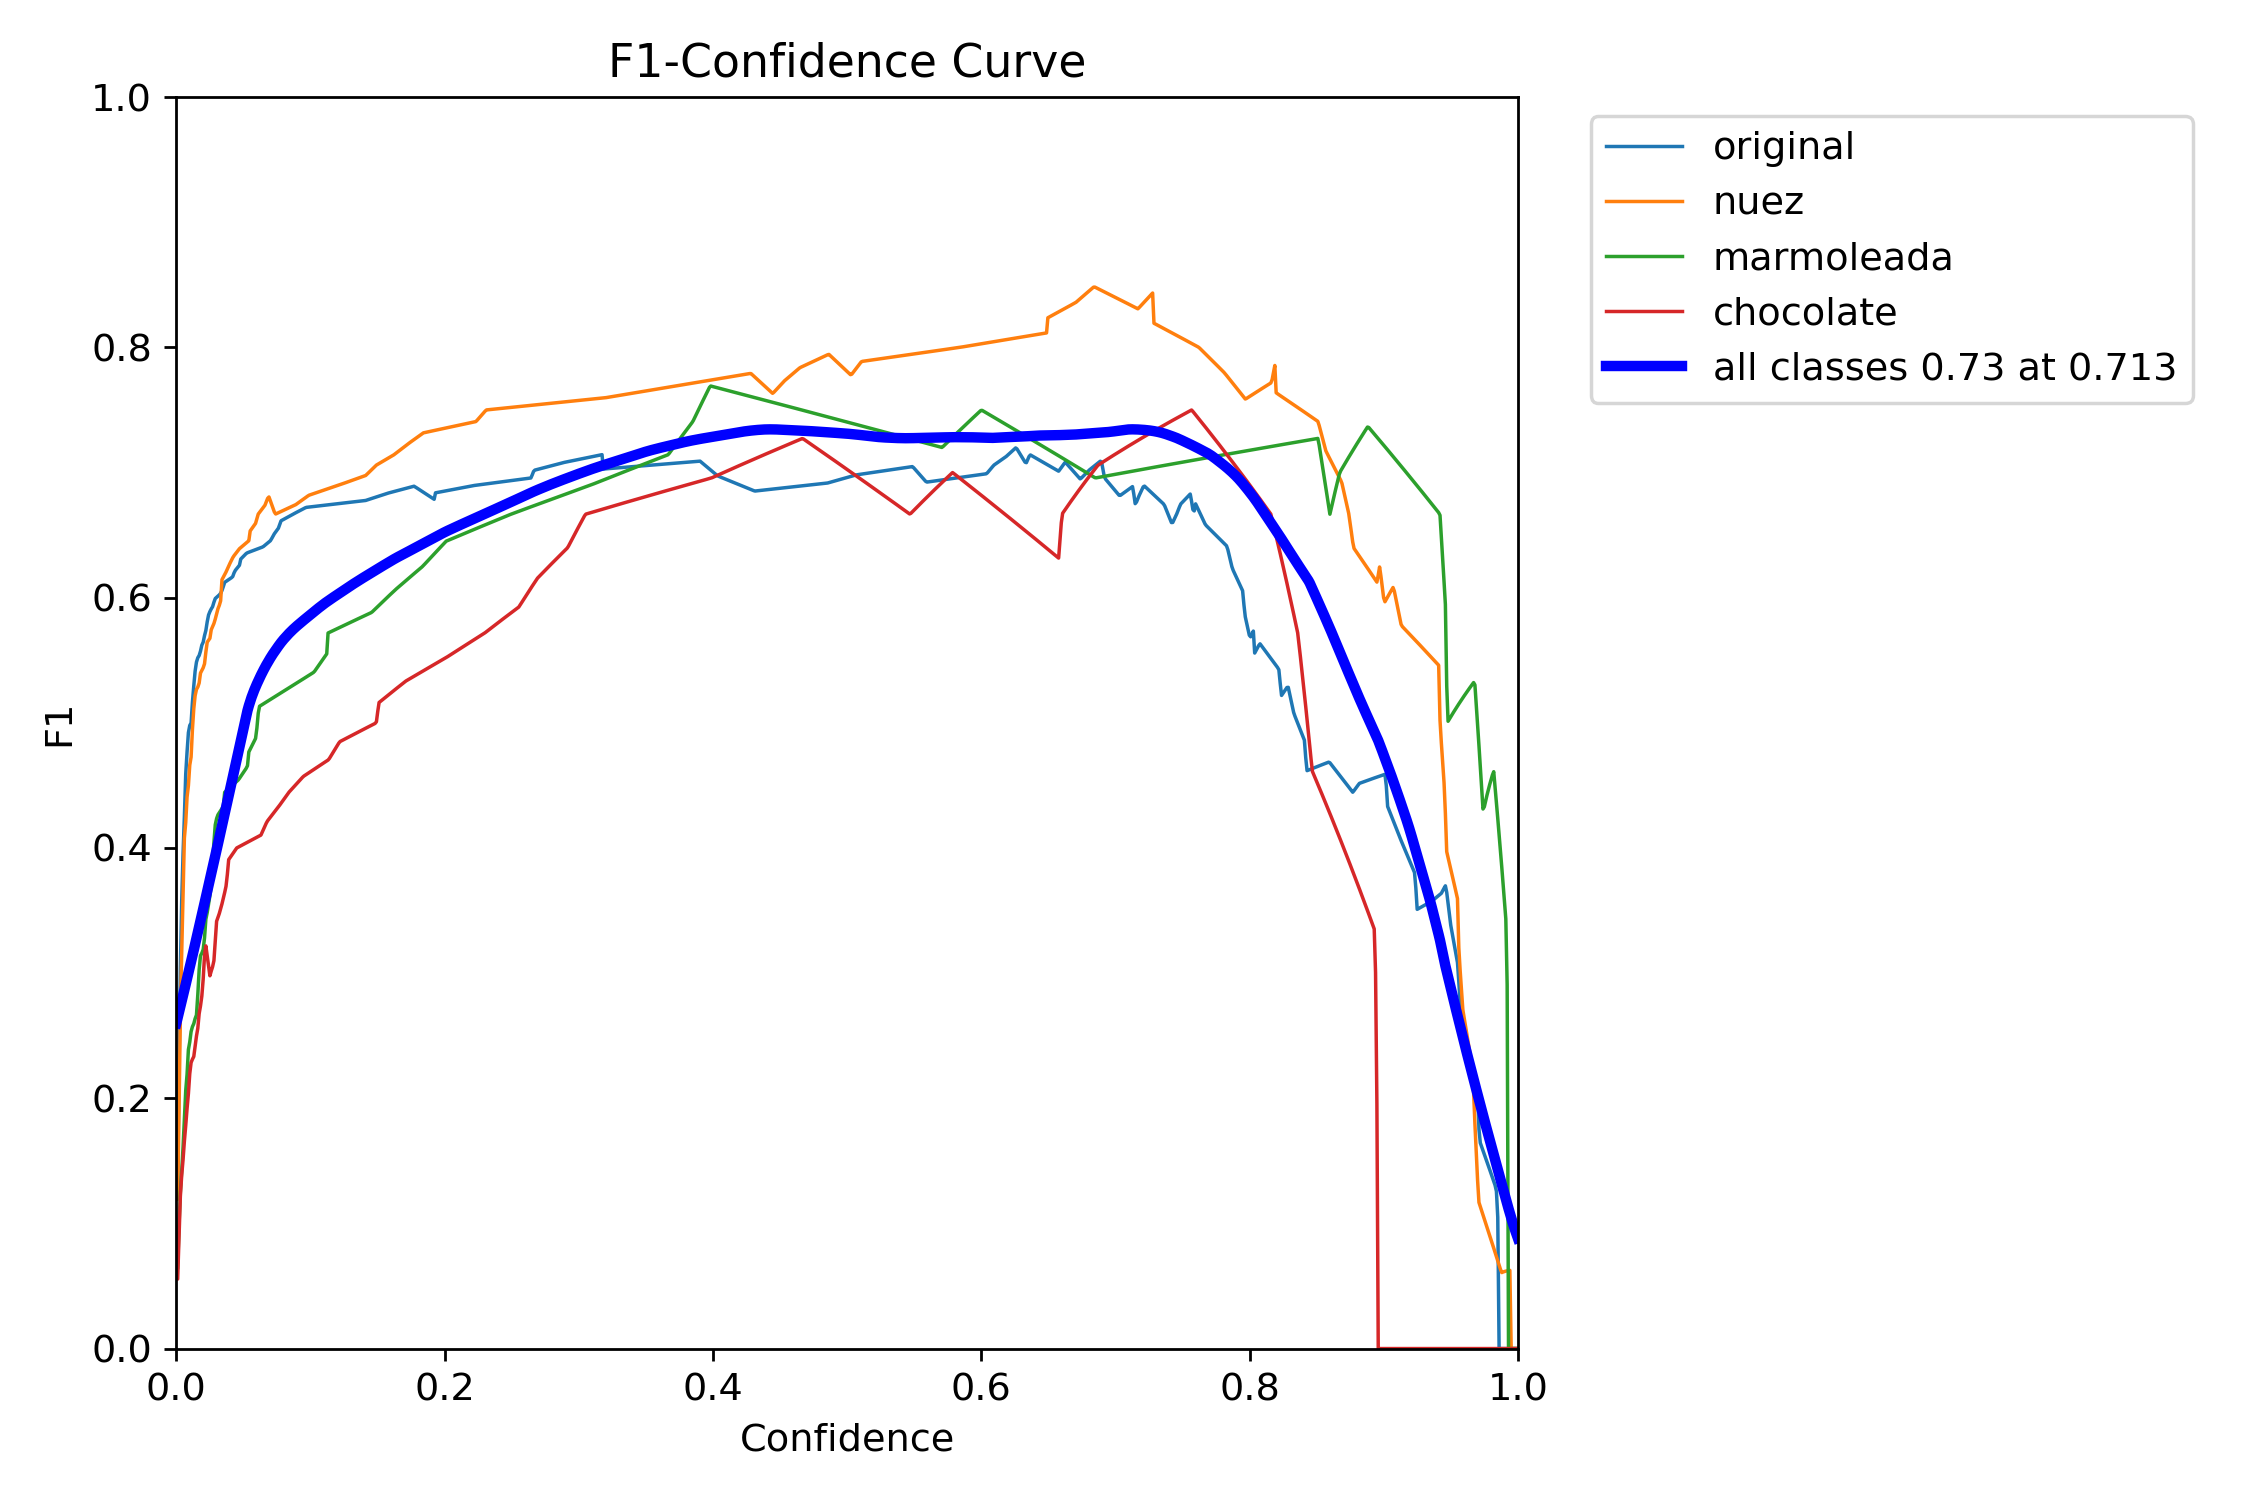 F1-Confidence Curve
original
nuez
marmoleada
chocolate
all classes 0.73 at 0.713
F1
1.0
0.8
0.6
0.4
0.2
0.0
0.0 0.2 0.4 0.6 0.8 1.0
Confidence